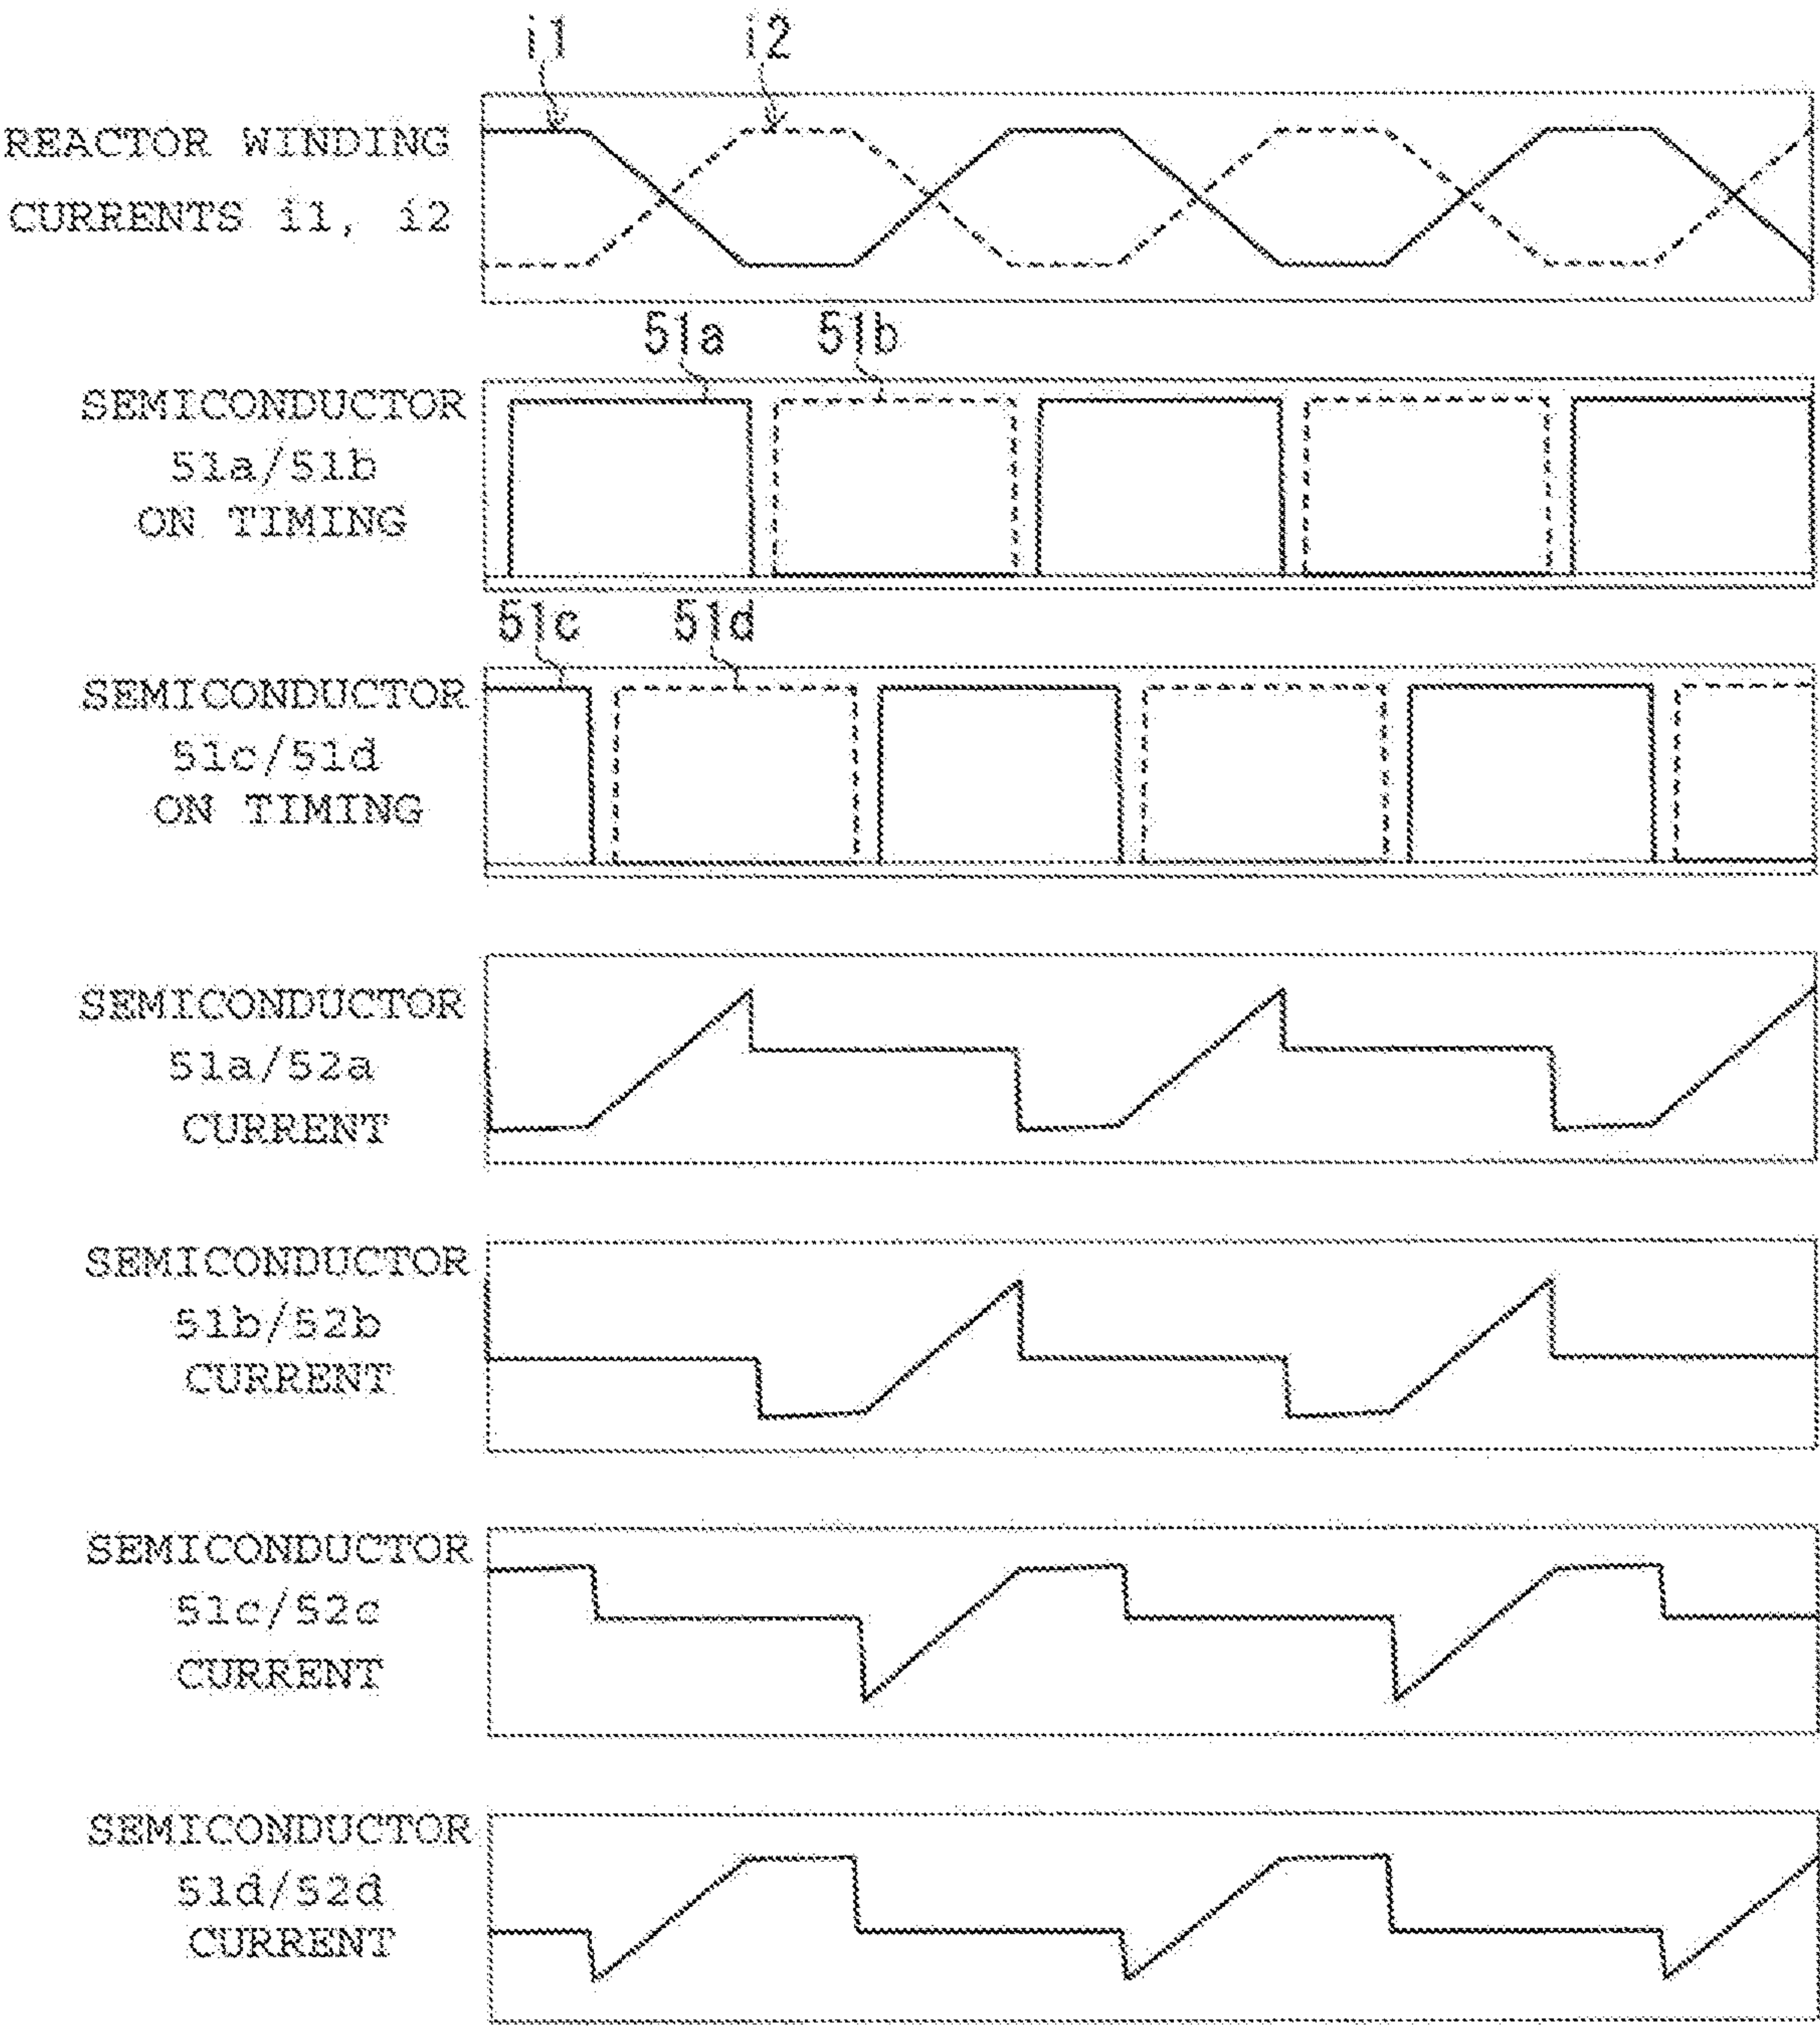 i1 i2
REACTOR WINDING
CURRENTS i1, i2
51a 51b
SEMICONDUCTOR
51a/51b
ON TIMING
51c 51d
SEMICONDUCTOR
51c/51d
ON TIMING
SEMICONDUCTOR
51a/52a
CURRENT
SEMICONDUCTOR
51b/52b
CURRENT
SEMICONDUCTOR
51c/52c
CURRENT
SEMICONDUCTOR
51d/52d
CURRENT